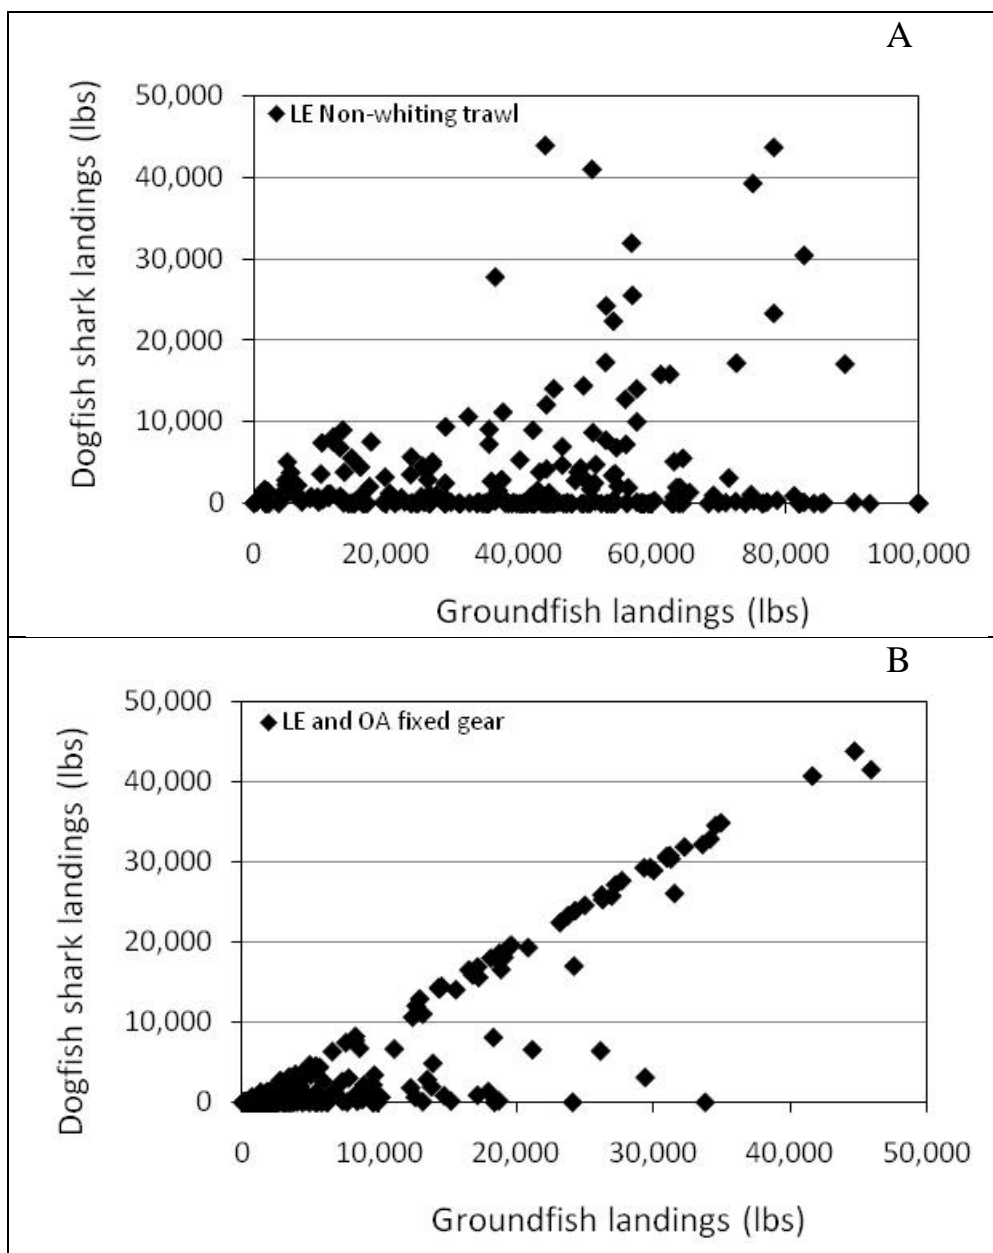 A
Dogfish shark landings (lbs)
50,000
LE Non-whiting trawl
40,000
30,000
20,000
10,000
0
0 20,000 40,000 60,000 80,000 100,000
Groundfish landings (lbs)
B
Dogfish shark landings (lbs)
50,000
LE and OA fixed gear
40,000
30,000
20,000
10,000
0
0 10,000 20,000 30,000 40,000 50,000
Groundfish landings (lbs)